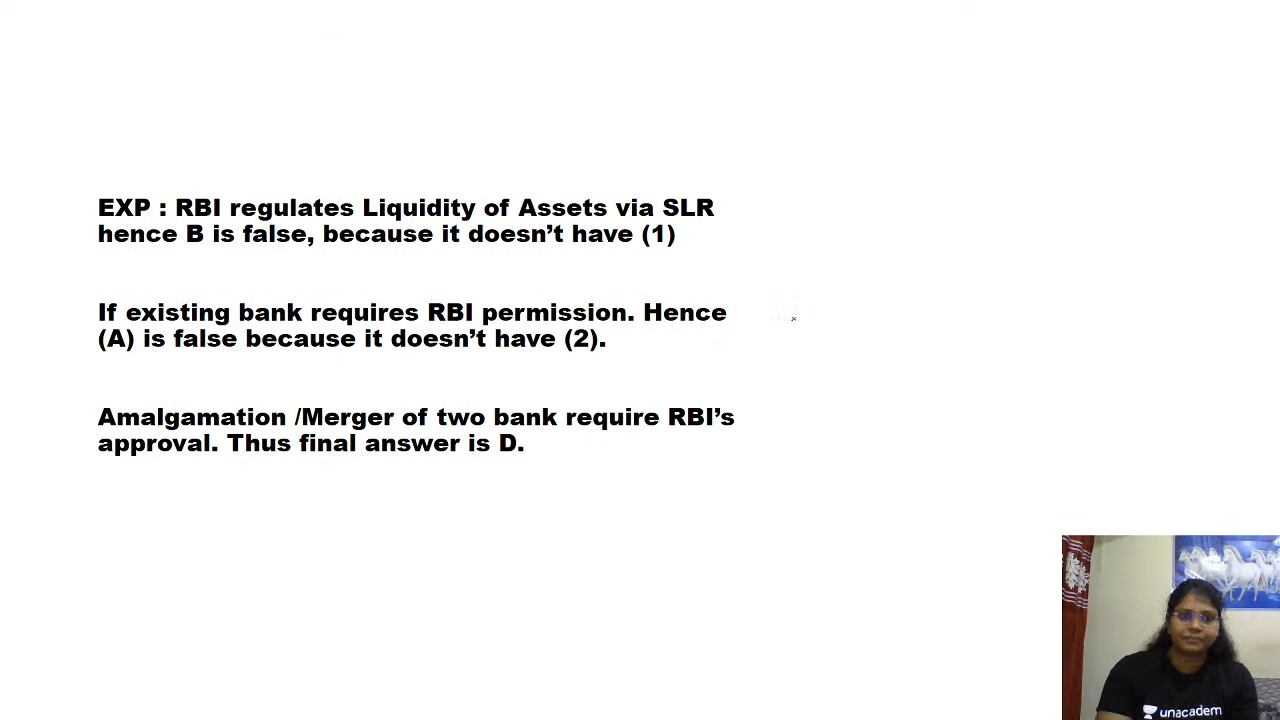 EXP : RBI regulates Liquidity of Assets via SLR
hence B is false, because it doesn’t have (1)
If existing bank requires RBI permission. Hence
(A) is false because it doesn’t have (2).
Amalgamation /Merger of two bank require RBI’s
approval. Thus final answer is D.
unacadem